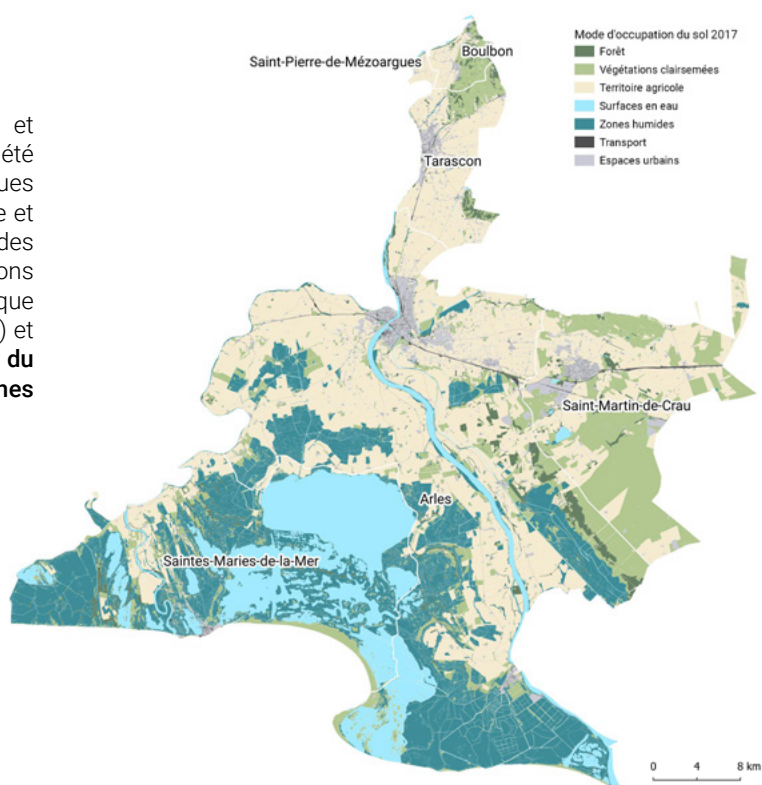 et
été
ues
e et
des
ons
que
) et
du
nes
Mode d'occupation du sol 2017
Forêt
Végétations clairsemées
Territoire agricole
Surfaces en eau
Zones humides
Transport
Espaces urbains
Boulbon
Saint-Pierre-de-Mézoargues
Tarascon
Saint-Martin-de-Crau
Arles
Saintes-Maries-de-la-Mer
0 4 8 km